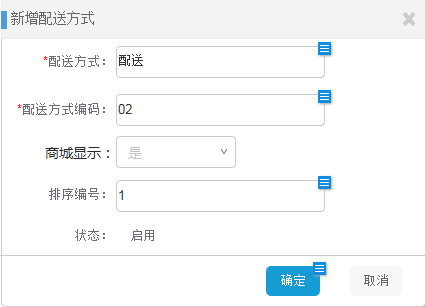 新增配送方式
*配送方式： 配送
*配送方式编码： 02
商城显示： 是
排序编号： 1
状态： 启用
确定 取消